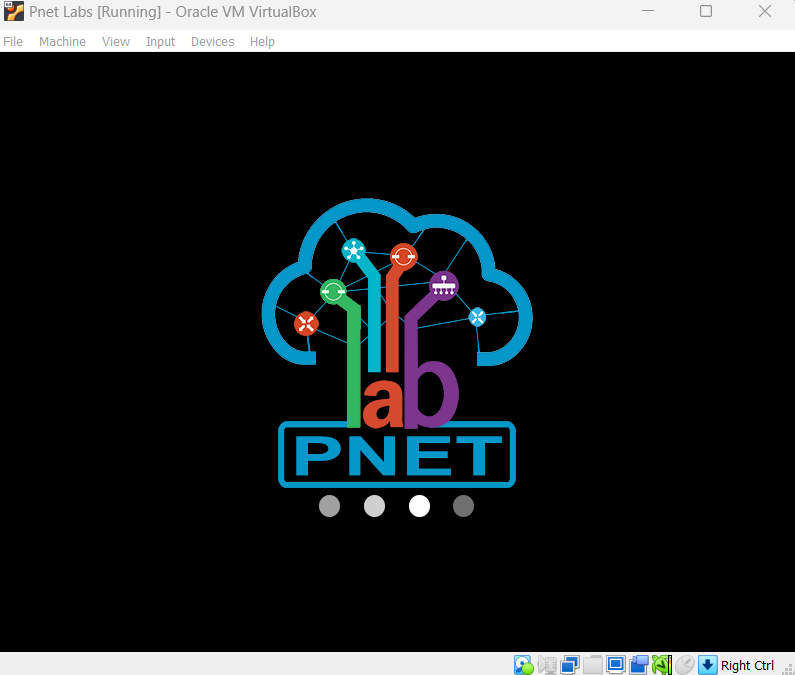 Pnet Labs [Running] - Oracle VM VirtualBox
File Machine View Input Devices Help
lab
PNET
Right Ctrl